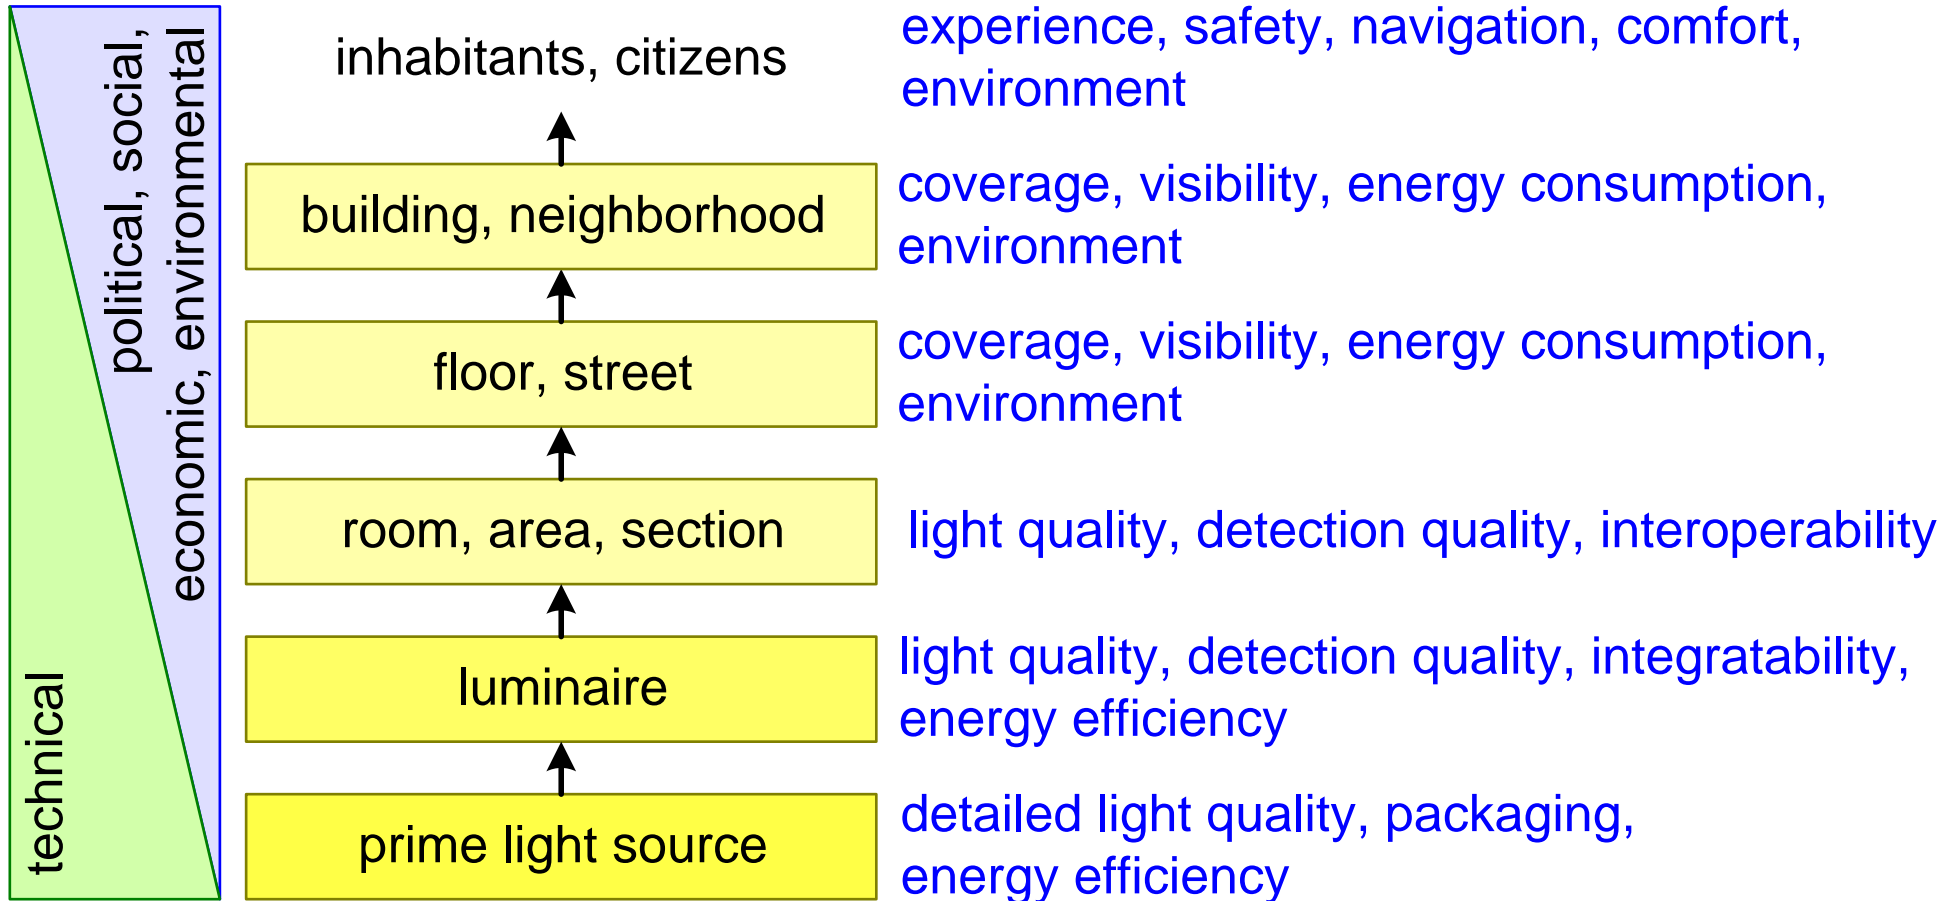 political, social,
economic, environmental
technical
inhabitants, citizens
experience, safety, navigation, comfort,
environment
building, neighborhood
coverage, visibility, energy consumption,
environment
floor, street
coverage, visibility, energy consumption,
environment
room, area, section
light quality, detection quality, interoperability
luminaire
light quality, detection quality, integratability,
energy efficiency
prime light source
detailed light quality, packaging,
energy efficiency